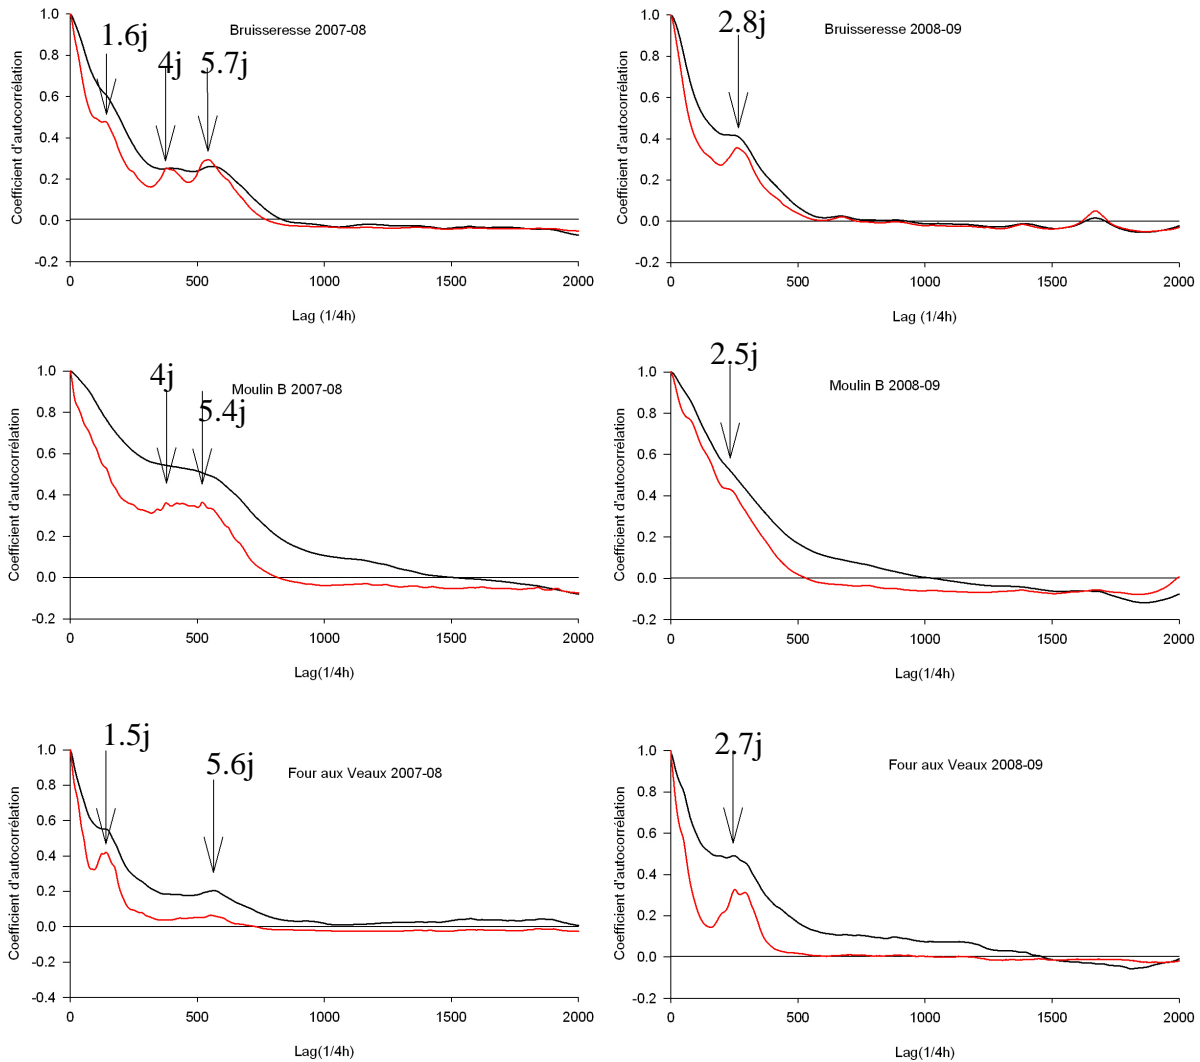 Bruisseresse 2007-08
1.6j
4j
5.7j
Coefficient d'autocorrélation
1.0
0.8
0.6
0.4
0.2
0.0
-0.2
0
500
1000
1500
2000
Lag (1/4h)
Bruisseresse 2008-09
2.8j
Coefficient d'autocorrélation
1.0
0.8
0.6
0.4
0.2
0.0
-0.2
0
500
1000
1500
2000
Lag (1/4h)
Moulin B 2007-08
4j
5.4j
Coefficient d'autocorrélation
1.0
0.8
0.6
0.4
0.2
0.0
-0.2
0
500
1000
1500
2000
Lag(1/4h)
Moulin B 2008-09
2.5j
Coefficient d'autocorrélation
1.0
0.8
0.6
0.4
0.2
0.0
-0.2
0
500
1000
1500
2000
Lag(1/4h)
Four aux Veaux 2007-08
1.5j
5.6j
Coefficient d'autocorrélation
1.0
0.8
0.6
0.4
0.2
0.0
-0.2
-0.4
0
500
1000
1500
2000
Lag(1/4h)
Four aux Veaux 2008-09
2.7j
Coefficient d'autocorrélation
1.0
0.8
0.6
0.4
0.2
0.0
-0.2
0
500
1000
1500
2000
Lag(1/4h)